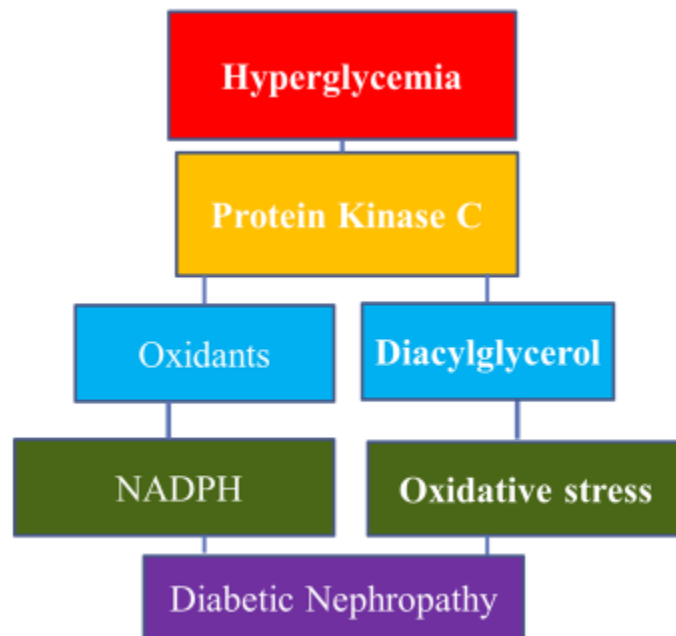 Hyperglycemia
Protein Kinase C
Oxidants
Diacylglycerol
NADPH
Oxidative stress
Diabetic Nephropathy